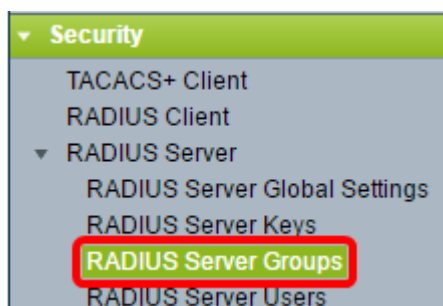 Security
TACACS+ Client
RADIUS Client
RADIUS Server
RADIUS Server Global Settings
RADIUS Server Keys
RADIUS Server Groups
RADIUS Server Users